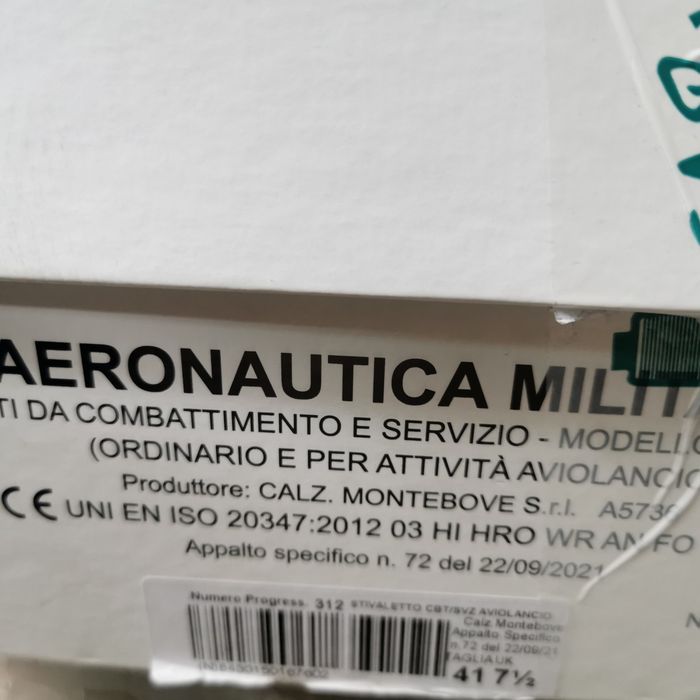 AERONAUTICA MILITA
TI DA COMBATTIMENTO E SERVIZIO - MODELLO
(ORDINARIO E PER ATTIVITÀ AVIOLANCIO
Produttore: CALZ. MONTEBOVE S.r.l. A5730
CE UNI EN ISO 20347:2012 03 HI HRO WR AN FO
Appalto specifico n. 72 del 22/09/2021
N
Numero Progress. 312 STIVALETTO CBT/SVZ AVIOLANCIO
Calz Montebove
Appalto Specifico
n.72 del 22/09/21
TAGLIA UK
41 7½